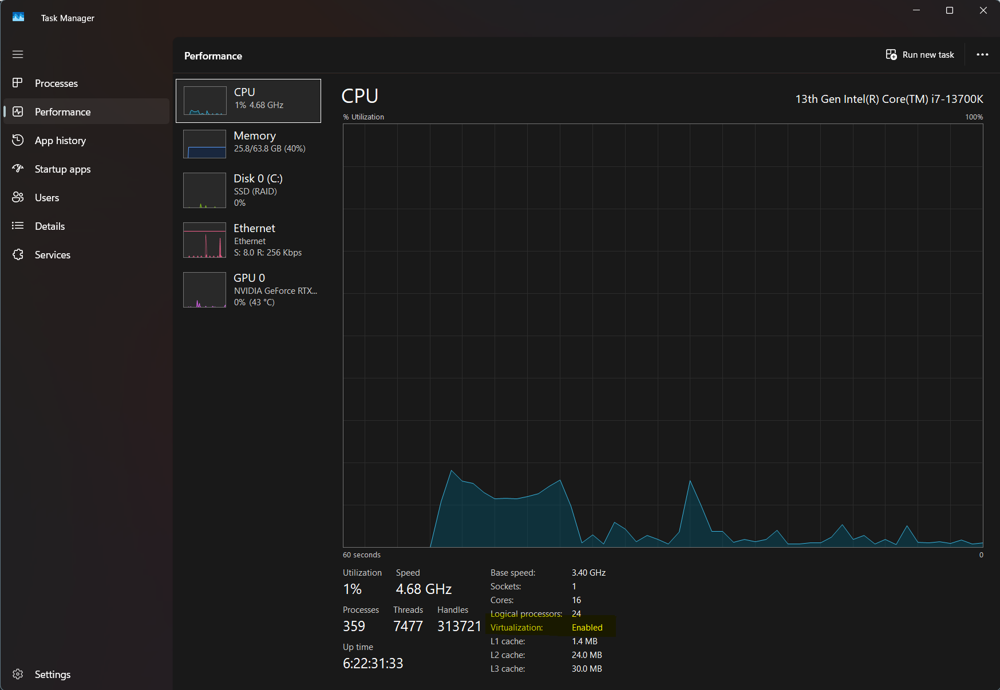 Task Manager
Processes
Performance
App history
Startup apps
Users
Details
Services
Settings
Performance
Run new task
CPU
1% 4.68 GHz
Memory
25.8/63.8 GB (40%)
Disk 0 (C:)
SSD (RAID)
0%
Ethernet
Ethernet
S: 8.0 R: 256 Kbps
GPU 0
NVIDIA GeForce RTX...
0% (43 °C)
CPU
13th Gen Intel(R) Core(TM) i7-13700K
% Utilization
100%
60 seconds
0
Utilization Speed
1% 4.68 GHz
Processes Threads Handles
359 7477 313721
Up time
6:22:31:33
Base speed: 3.40 GHz
Sockets: 1
Cores: 16
Logical processors: 24
Virtualization: Enabled
L1 cache: 1.4 MB
L2 cache: 24.0 MB
L3 cache: 30.0 MB